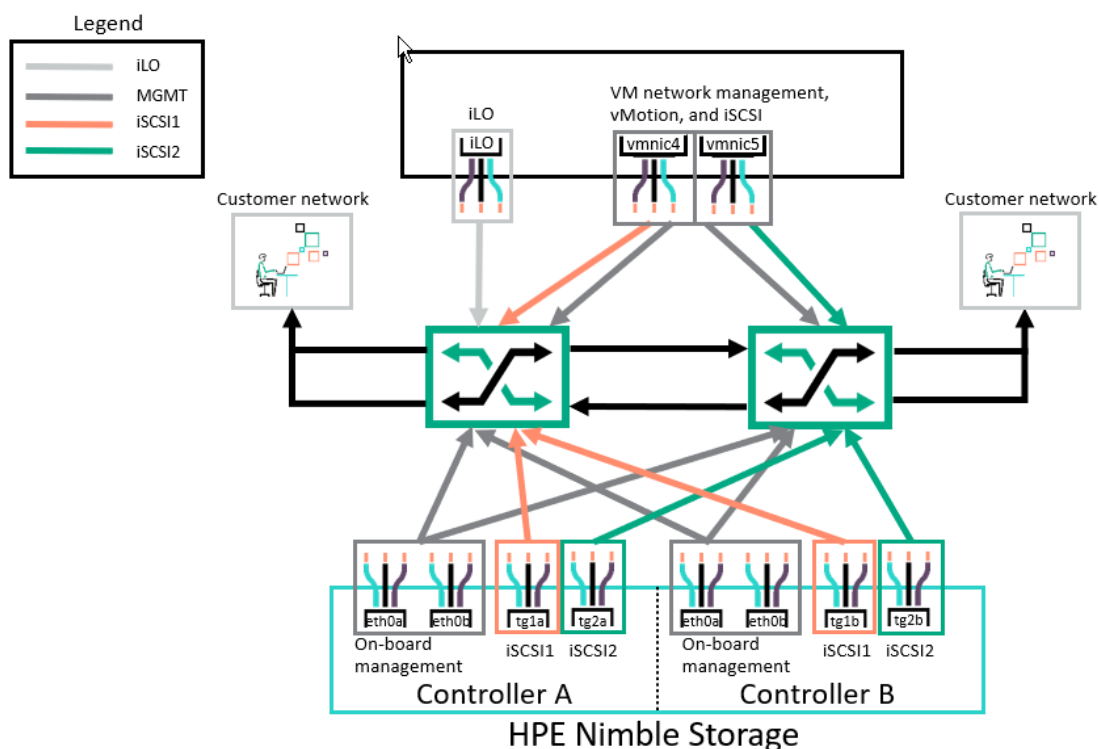 Legend
iLO
MGMT
iSCSI1
iSCSI2
VM network management,
vMotion, and iSCSI
iLO
iLO
vmnic4
vmnic5
Customer network
Customer network
eth0a
eth0b
tg1a
tg2a
eth0a
eth0b
tg1b
tg2b
On-board
management
iSCSI1
iSCSI2
On-board
management
iSCSI1
iSCSI2
Controller A
Controller B
HPE Nimble Storage